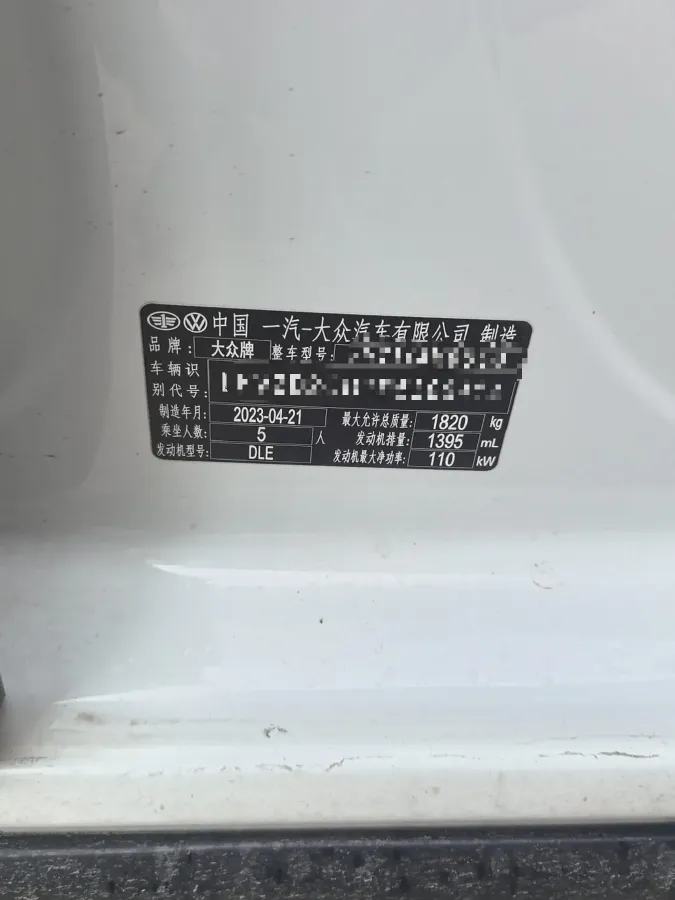 中国 一汽-大众汽车有限公司 制造
品牌: 大众牌 整车型号:
车辆识
别代号:
制造年月: 2023-04-21 最大允许总质量: 1820 kg
乘坐人数: 5 人 发动机排量: 1395 mL
发动机型号: DLE 发动机最大净功率: 110 kW